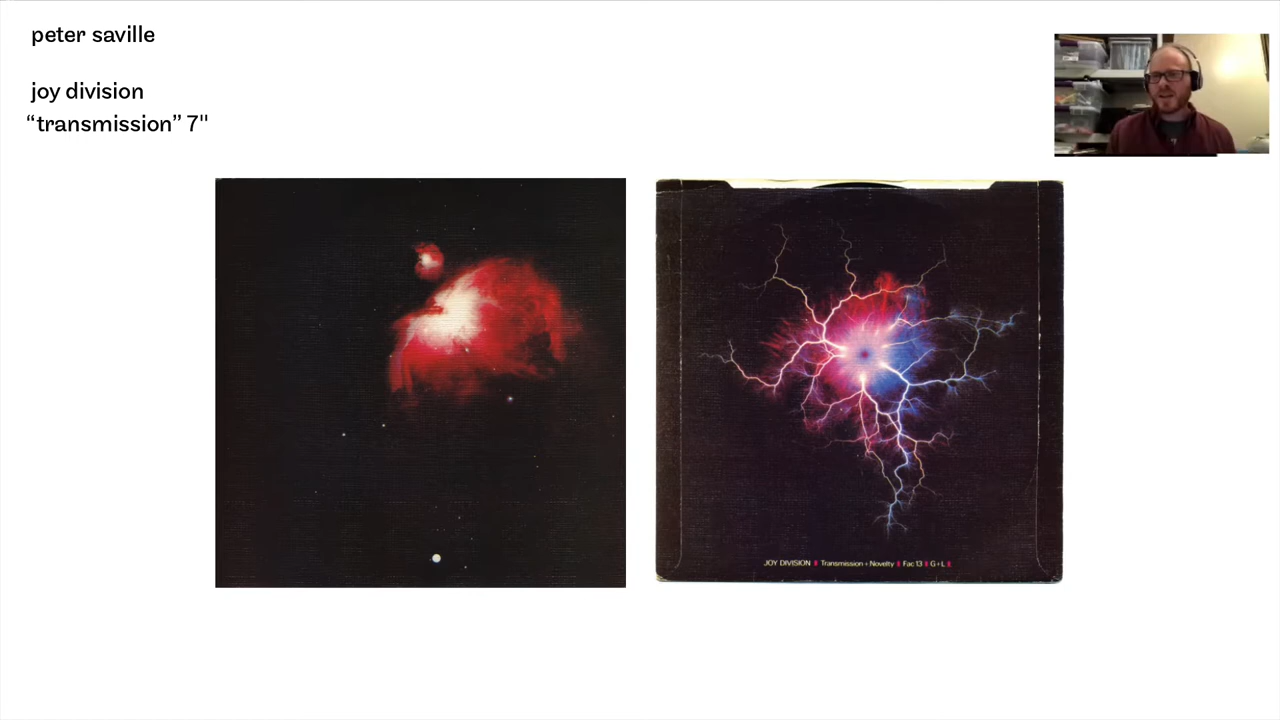 peter saville
joy division
“transmission” 7"
JOY DIVISION Transmission + Novelty Fac 13 G+L